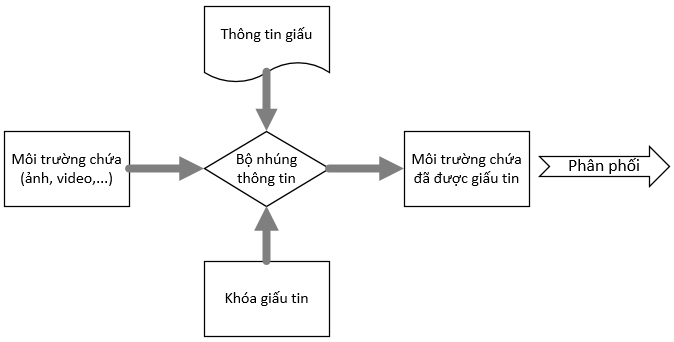 Thông tin giấu
Môi trường chứa
(ảnh, video,...)
Bộ nhúng
thông tin
Môi trường chứa
đã được giấu tin
Phân phối
Khóa giấu tin